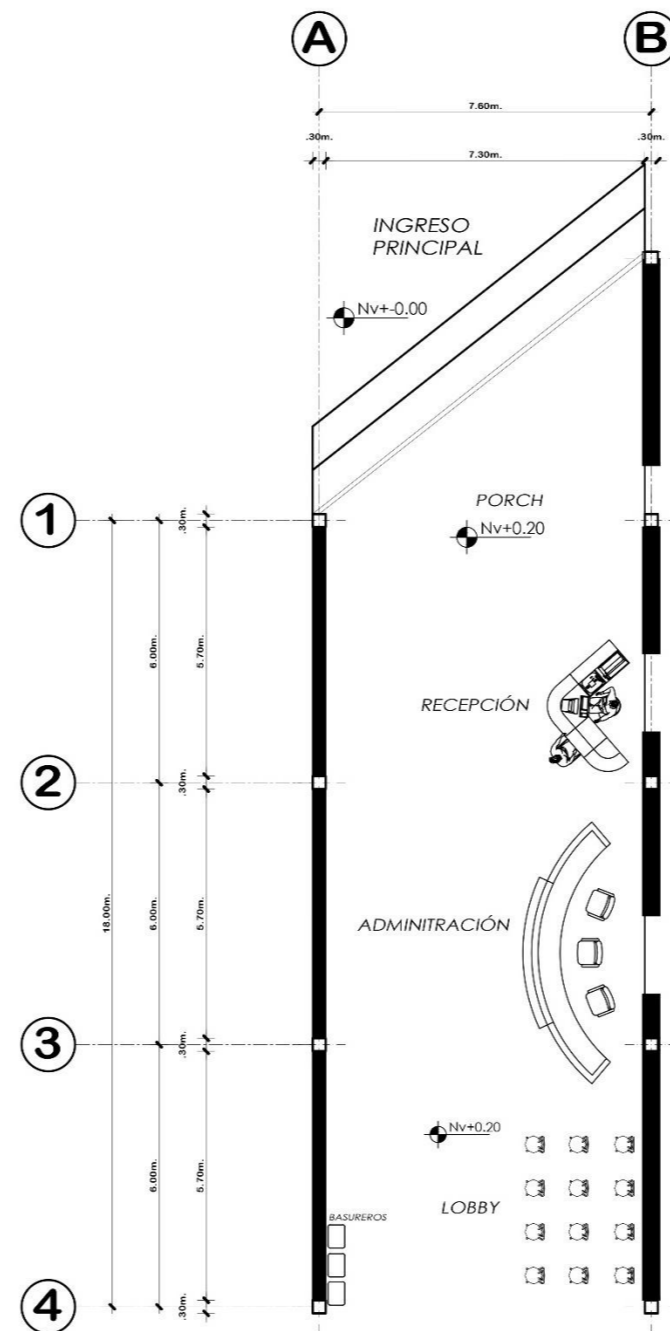 A
B
7.60m.
.30m.
.30m.
7.30m.
INGRESO
PRINCIPAL
Nv+-0.00
1
.30m.
PORCH
Nv+0.20
6.00m.
5.70m.
RECEPCIÓN
2
.30m.
18.00m.
6.00m.
5.70m.
ADMINITRACIÓN
3
.30m.
Nv+0.20
6.00m.
5.70m.
LOBBY
BASUREROS
4
.30m.